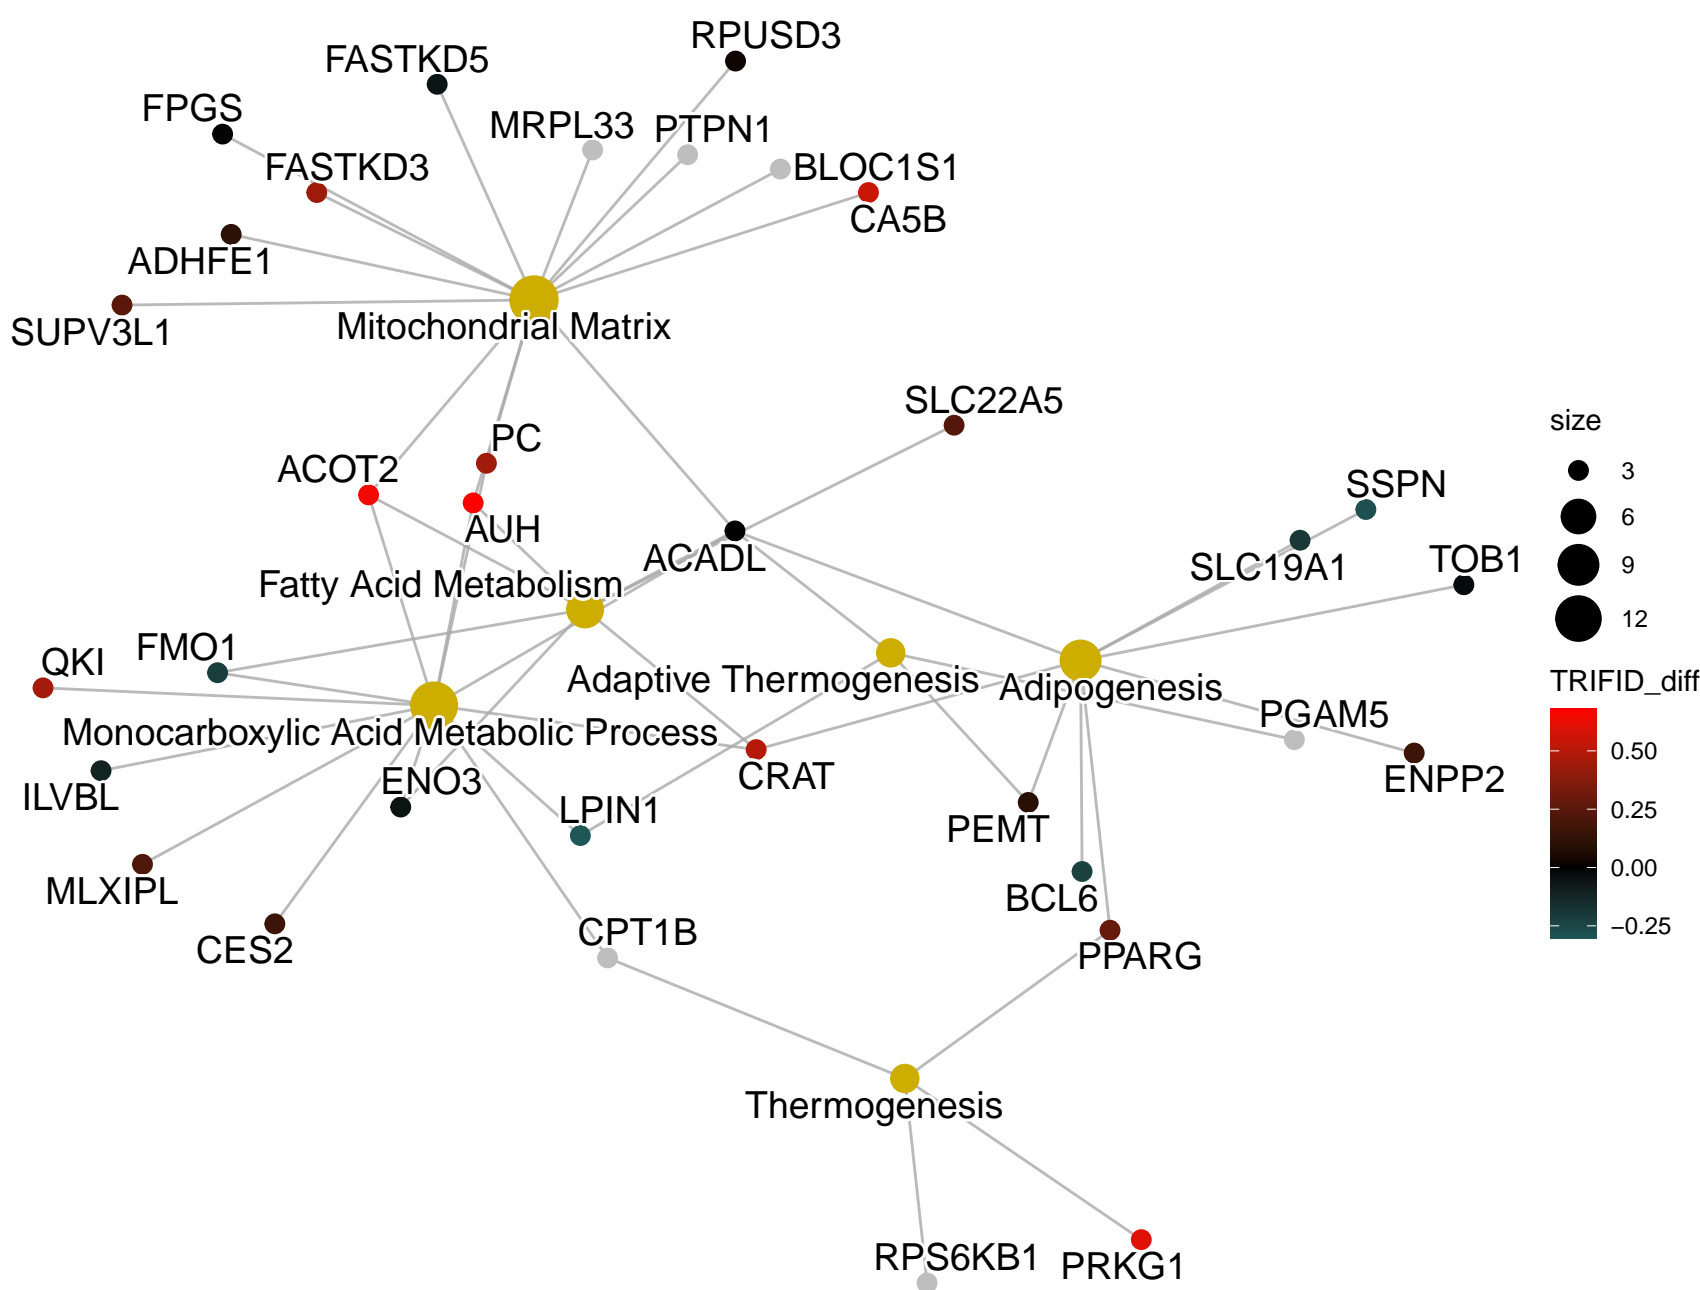 RPUSD3
FASTKD5
FPGS
MRPL33
PTPN1
FASTKD3
BLOC1S1
CA5B
ADHFE1
SUPV3L1
Mitochondrial Matrix
SLC22A5
PC
ACOT2
SSPN
AUH
ACADL
SLC19A1
TOB1
Fatty Acid Metabolism
FMO1
QKI
Adaptive Thermogenesis
Adipogenesis
PGAM5
Monocarboxylic Acid Metabolic Process
CRAT
ENPP2
ENO3
ILVBL
LPIN1
PEMT
MLXIPL
BCL6
CPT1B
CES2
PPARG
Thermogenesis
RPS6KB1
PRKG1
size
3
6
9
12
TRIFID_diff
0.50
0.25
0.00
−0.25